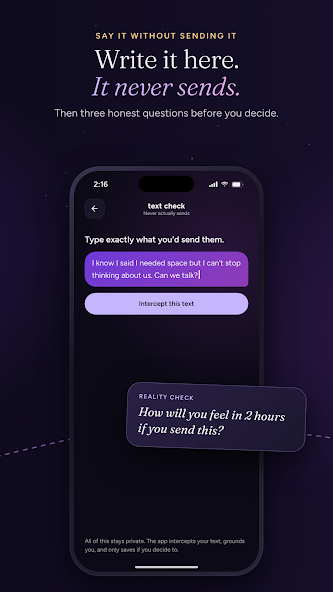 SAY IT WITHOUT SENDING IT
Write it here.
It never sends.
Then three honest questions before you decide.
2:16
text check
Never actually sends
Type exactly what you'd send them.
I know I said I needed space but I can't stop
thinking about us. Can we talk?
Intercept this text
REALITY CHECK
How will you feel in 2 hours
if you send this?
All of this stays private. The app intercepts your text, grounds
you, and only saves if you decide to.